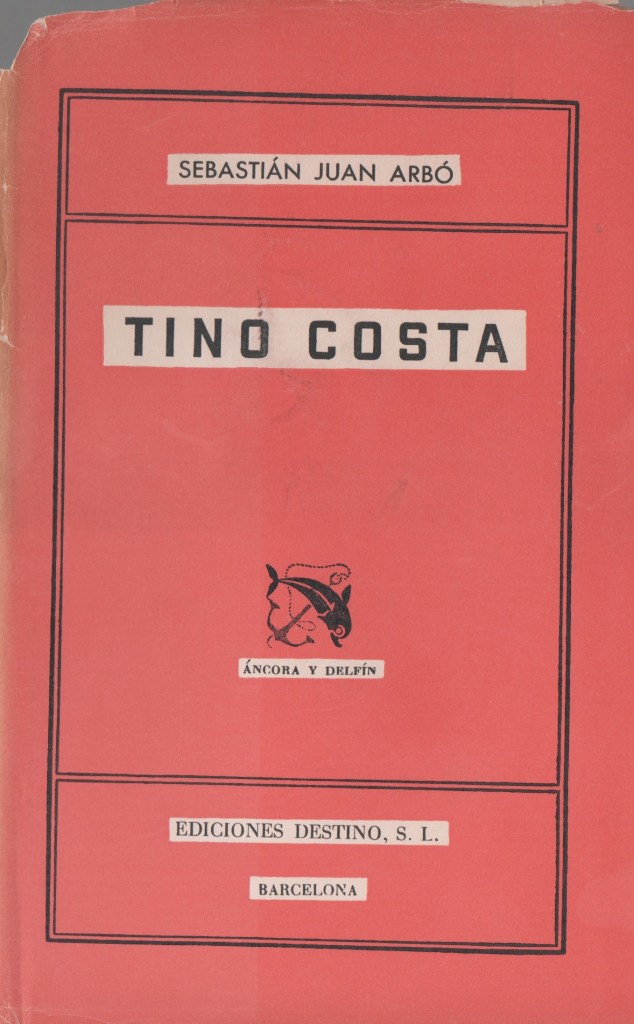 SEBASTIÁN JUAN ARBÓ
TINO COSTA
ÁNCORA Y DELFÍN
EDICIONES DESTINO, S. L.
BARCELONA